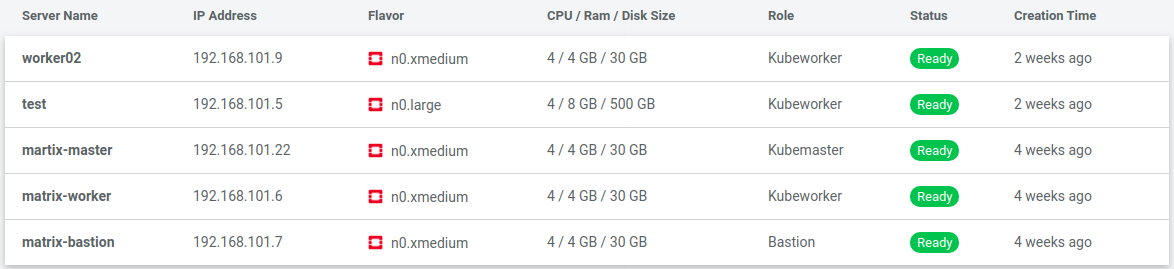 Server Name IP Address Flavor CPU / Ram / Disk Size Role Status Creation Time
worker02 192.168.101.9 n0.xmedium 4 / 4 GB / 30 GB Kubeworker Ready 2 weeks ago
test 192.168.101.5 n0.large 4 / 8 GB / 500 GB Kubeworker Ready 2 weeks ago
martix-master 192.168.101.22 n0.xmedium 4 / 4 GB / 30 GB Kubemaster Ready 4 weeks ago
matrix-worker 192.168.101.6 n0.xmedium 4 / 4 GB / 30 GB Kubeworker Ready 4 weeks ago
matrix-bastion 192.168.101.7 n0.xmedium 4 / 4 GB / 30 GB Bastion Ready 4 weeks ago